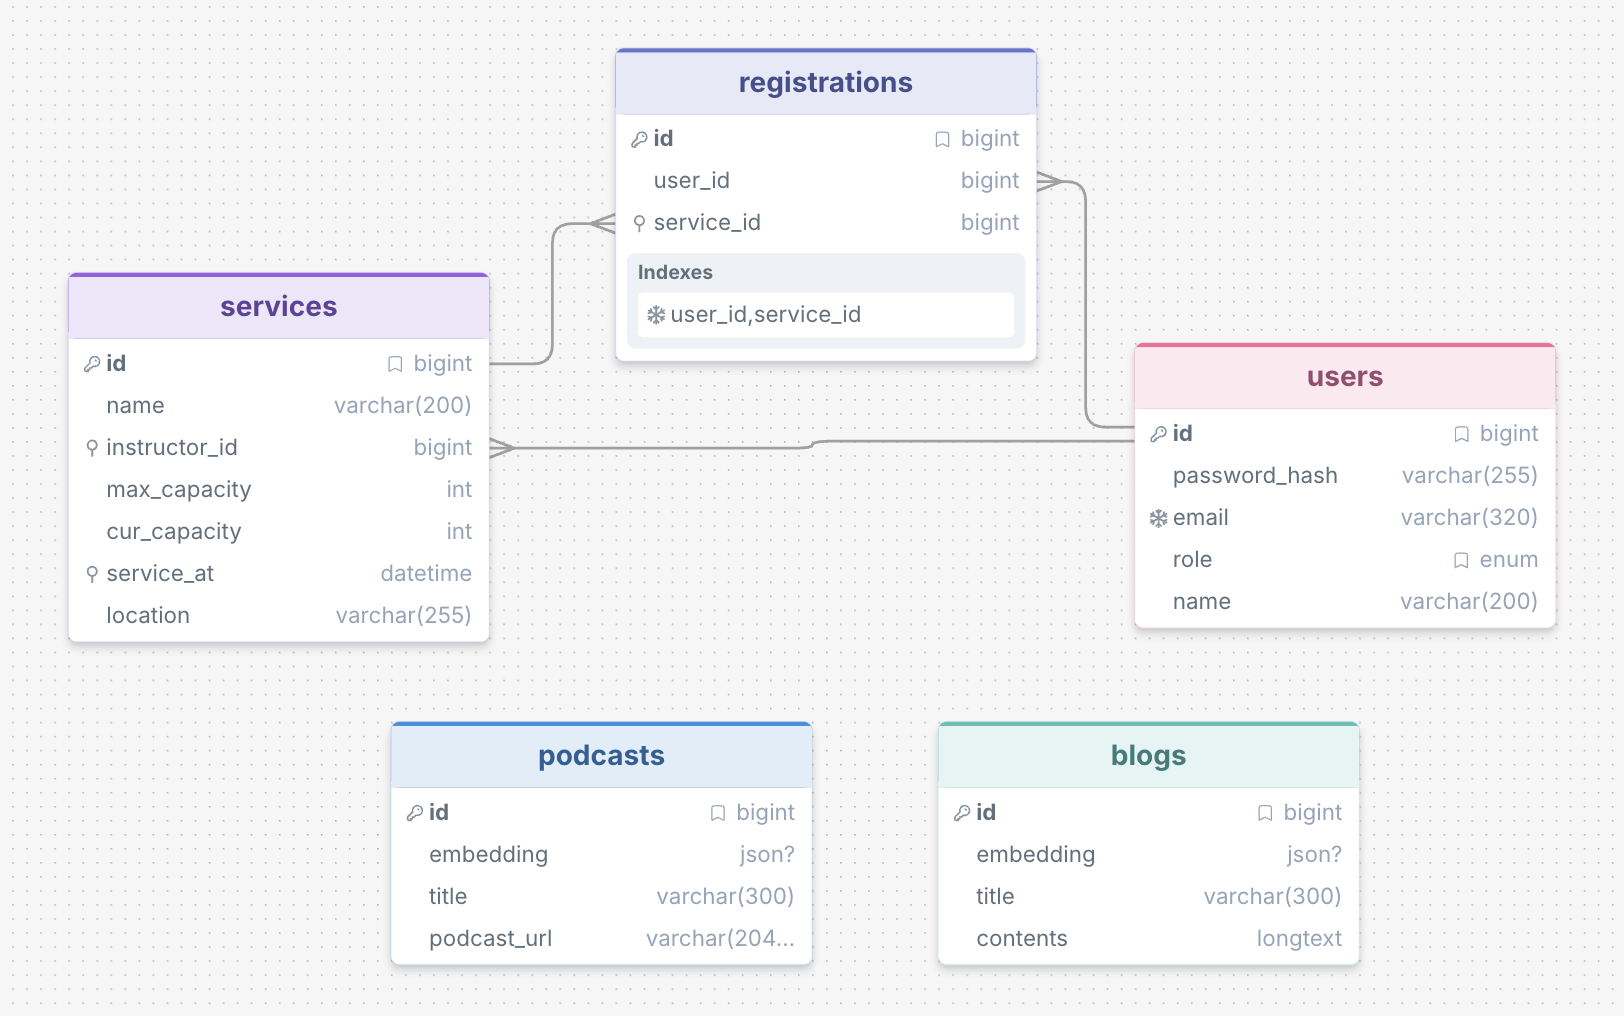 registrations
id bigint
user_id bigint
service_id bigint
Indexes
user_id,service_id
services
id bigint
name varchar(200)
instructor_id bigint
max_capacity int
cur_capacity int
service_at datetime
location varchar(255)
users
id bigint
password_hash varchar(255)
email varchar(320)
role enum
name varchar(200)
podcasts
id bigint
embedding json?
title varchar(300)
podcast_url varchar(204...
blogs
id bigint
embedding json?
title varchar(300)
contents longtext